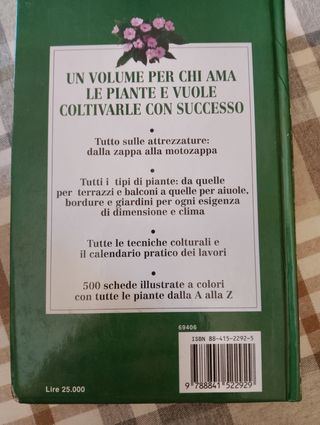 UN VOLUME PER CHI AMA
LE PIANTE E VUOLE
COLTIVARLE CON SUCCESSO
•
Tutto sulle attrezzature:
dalla zappa alla motozappa
•
Tutti i tipi di piante: da quelle
per terrazzi e balconi a quelle per aiuole,
bordure e giardini per ogni esigenza
di dimensione e clima
•
Tutte le tecniche colturali e
il calendario pratico dei lavori
•
500 schede illustrate a colori
con tutte le piante dalla A alla Z
69406
ISBN 88-415-2292-5
9 788841 522929
Lire 25.000